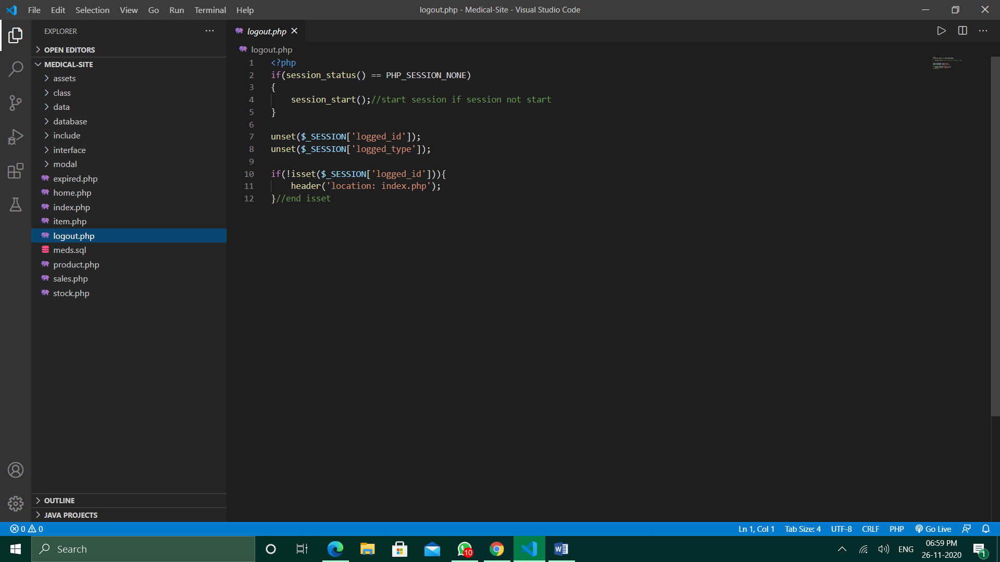 File Edit Selection View Go Run Terminal Help
logout.php - Medical-Site - Visual Studio Code
EXPLORER
OPEN EDITORS
MEDICAL-SITE
assets
class
data
database
include
interface
modal
expired.php
home.php
index.php
item.php
logout.php
meds.sql
product.php
sales.php
stock.php
OUTLINE
JAVA PROJECTS
logout.php
logout.php
1 <?php
2 if(session_status() == PHP_SESSION_NONE)
3 {
4     session_start();//start session if session not start
5 }
6
7 unset($_SESSION['logged_id']);
8 unset($_SESSION['logged_type']);
9
10 if(!isset($_SESSION['logged_id'])){
11     header('location: index.php');
12 }//end isset
0 0
Ln 1, Col 1 Tab Size: 4 UTF-8 CRLF PHP Go Live
Search
10
W
ENG
06:59 PM
26-11-2020
1